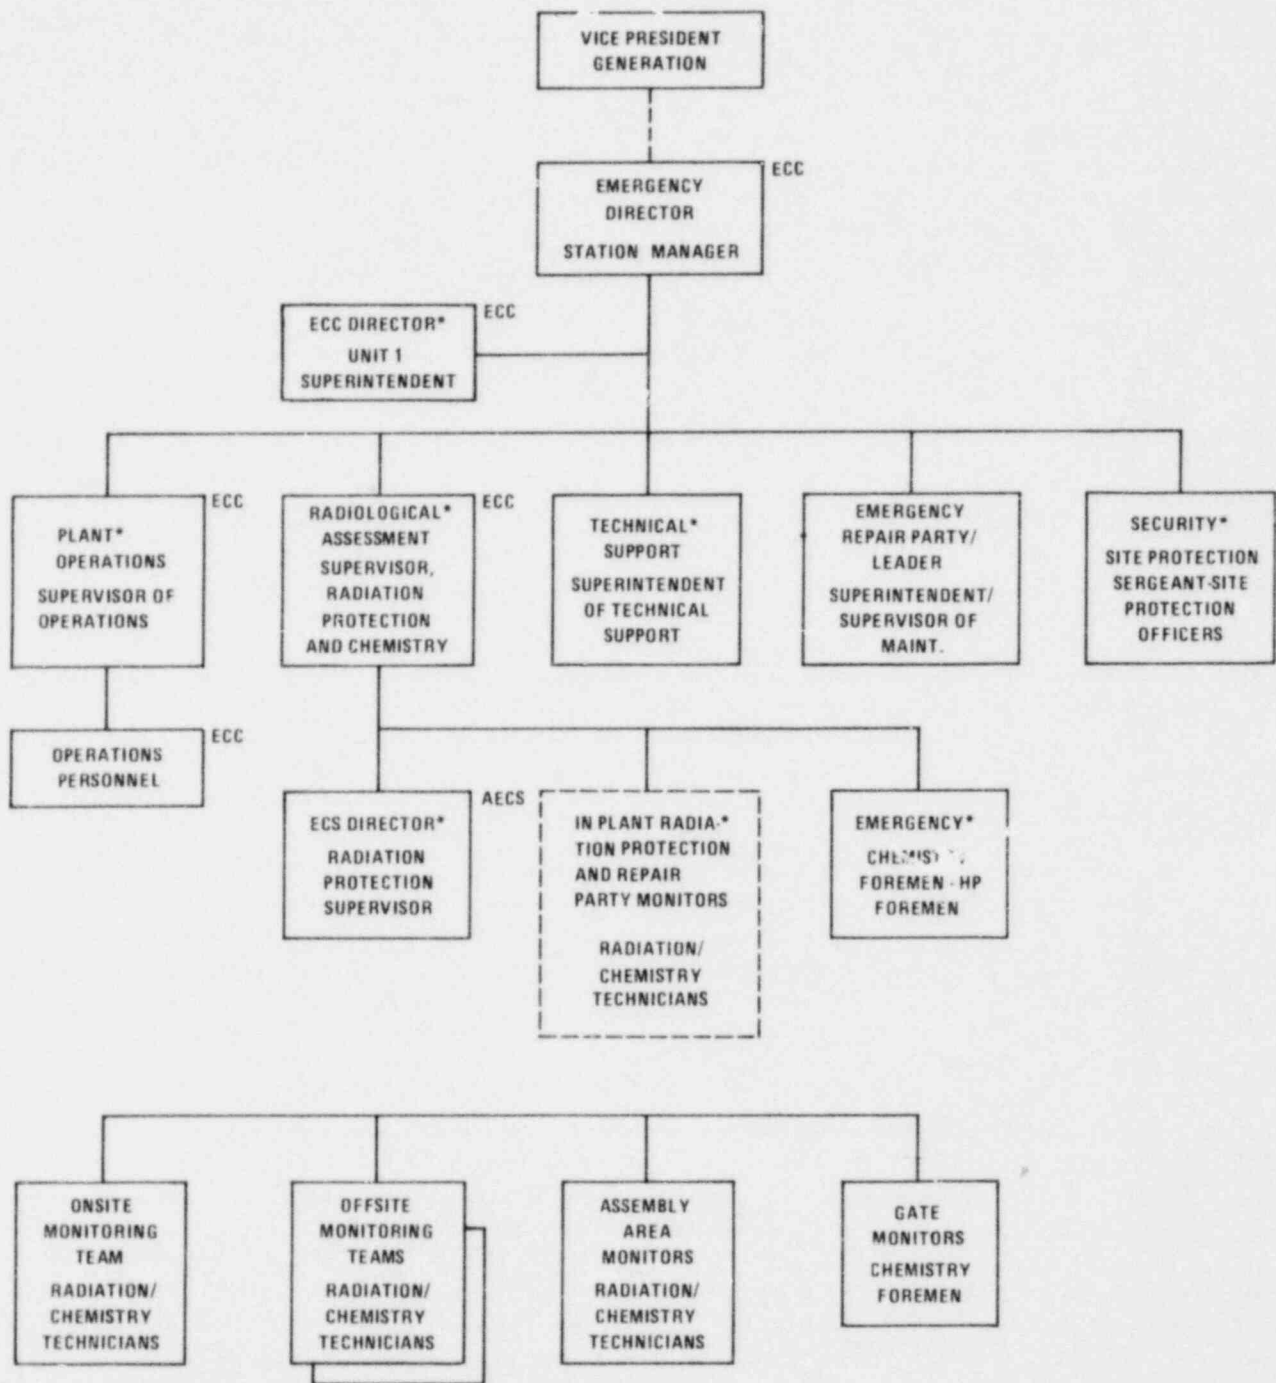 VICE PRESIDENT
GENERATION
ECC
EMERGENCY
DIRECTOR
STATION MANAGER
ECC
ECC DIRECTOR*
UNIT 1
SUPERINTENDENT
ECC
PLANT*
OPERATIONS
SUPERVISOR OF
OPERATIONS
ECC
RADIOLOGICAL*
ASSESSMENT
SUPERVISOR,
RADIATION
PROTECTION
AND CHEMISTRY
TECHNICAL*
SUPPORT
SUPERINTENDENT
OF TECHNICAL
SUPPORT
EMERGENCY
REPAIR PARTY/
LEADER
SUPERINTENDENT/
SUPERVISOR OF
MAINT.
SECURITY*
SITE PROTECTION
SERGEANT-SITE
PROTECTION
OFFICERS
ECC
OPERATIONS
PERSONNEL
AECS
ECS DIRECTOR*
RADIATION
PROTECTION
SUPERVISOR
IN PLANT RADIA-*
TION PROTECTION
AND REPAIR
PARTY MONITORS
RADIATION/
CHEMISTRY
TECHNICIANS
EMERGENCY*
FOREMEN - HP
FOREMEN
ONSITE
MONITORING
TEAM
RADIATION/
CHEMISTRY
TECHNICIANS
OFFSITE
MONITORING
TEAMS
RADIATION/
CHEMISTRY
TECHNICIANS
ASSEMBLY
AREA
MONITORS
RADIATION/
CHEMISTRY
TECHNICIANS
GATE
MONITORS
CHEMISTRY
FOREMEN